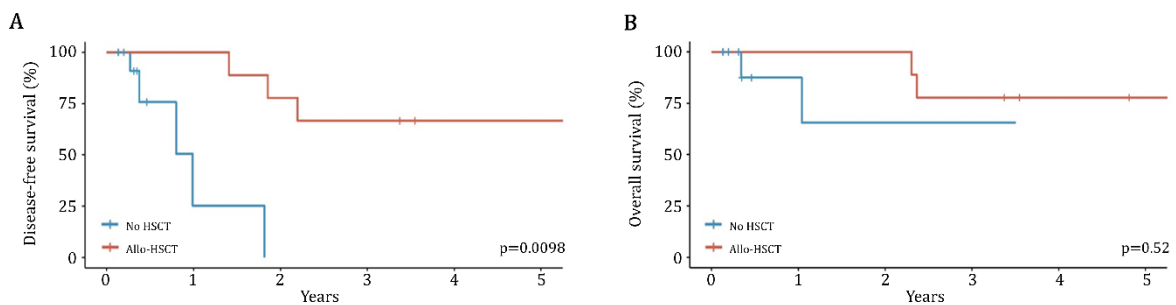 A
Disease-free survival (%)
100
75
50
25
0
No HSCT
Allo-HSCT
p=0.0098
0 1 2 3 4 5
Years
B
Overall survival (%)
100
75
50
25
0
No HSCT
Allo-HSCT
p=0.52
0 1 2 3 4 5
Years